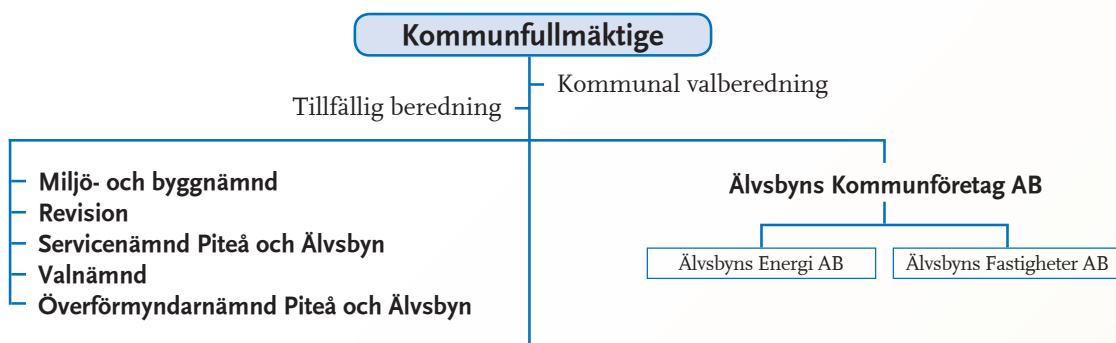 Kommunfullmäktige
Kommunal valberedning
Tillfällig beredning
Miljö- och byggnämnd
Revision
Servicenämnd Piteå och Älvsbyn
Valnämnd
Överförmyndarnämnd Piteå och Älvsbyn
Älvsbyns Kommunföretag AB
Älvsbyns Energi AB
Älvsbyns Fastigheter AB